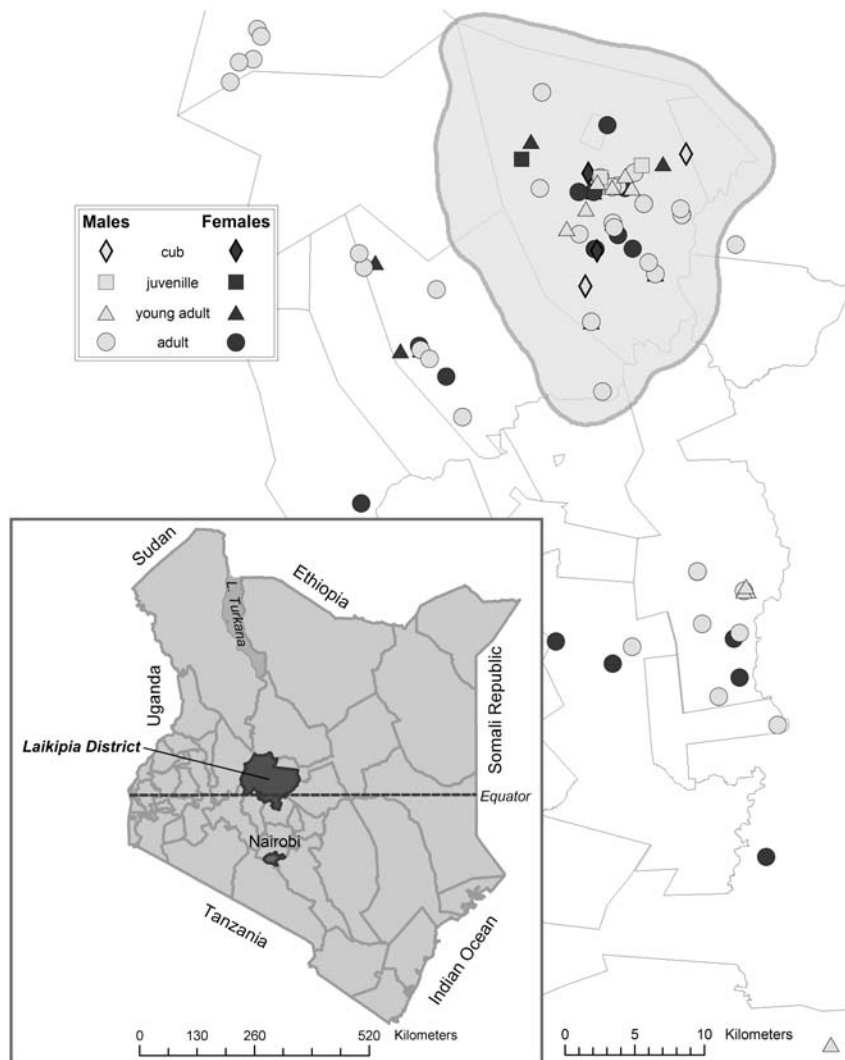 Males Females
cub
juvenille
young adult
adult
Sudan
Ethiopia
L. Turkana
Uganda
Somali Republic
Laikipia District
Equator
Nairobi
Tanzania
Indian Ocean
0 130 260 520 Kilometers
0 5 10 Kilometers